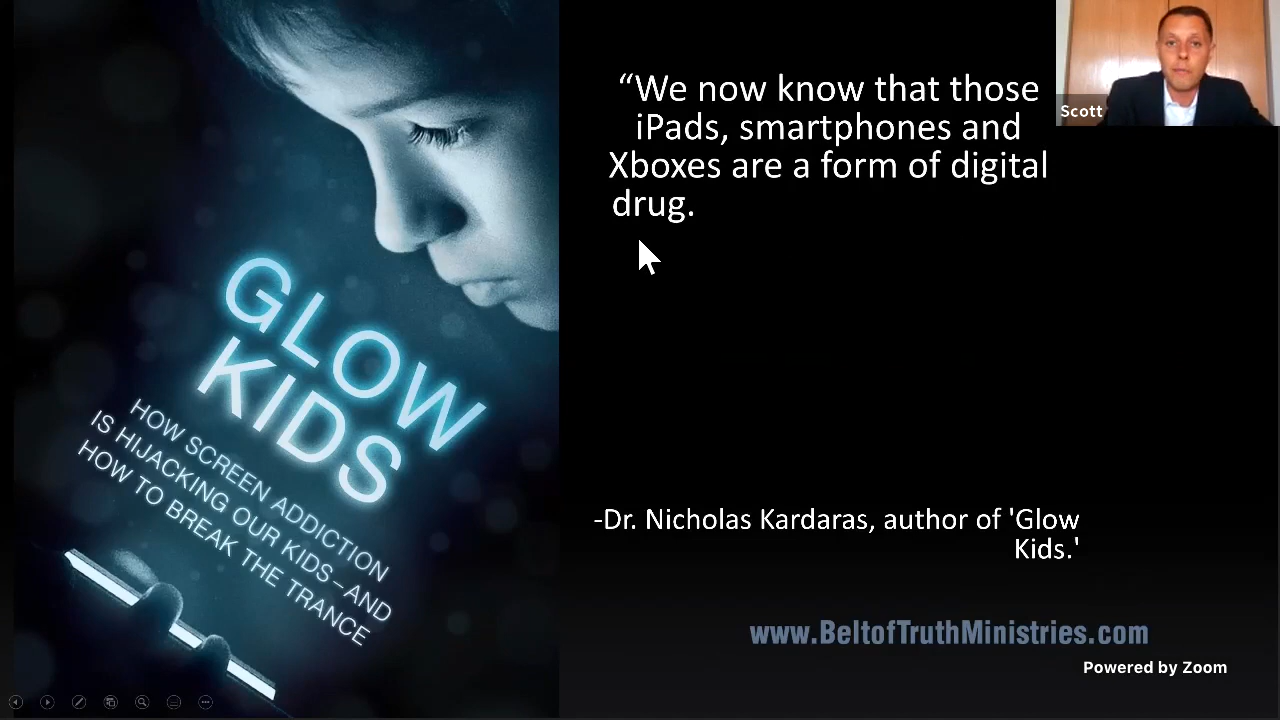 GLOW
KIDS
HOW SCREEN ADDICTION
IS HIJACKING OUR KIDS–AND
HOW TO BREAK THE TRANCE
“We now know that those
iPads, smartphones and
Xboxes are a form of digital
drug.
-Dr. Nicholas Kardaras, author of 'Glow
Kids.'
www.BeltofTruthMinistries.com
Powered by Zoom
Scott